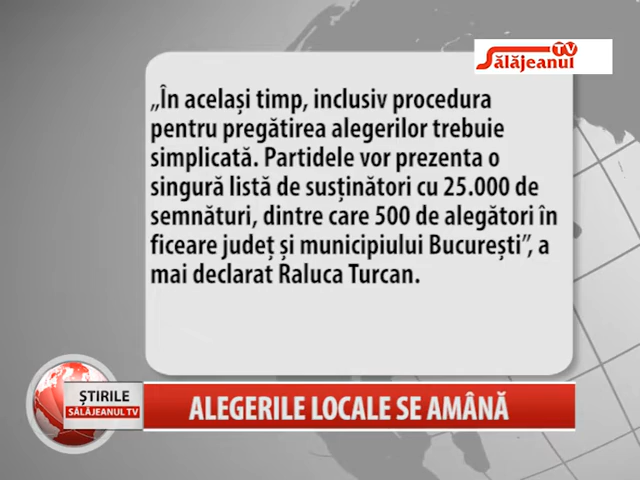 Sălăjeanul TV
„În același timp, inclusiv procedura
pentru pregătirea alegerilor trebuie
simplicată. Partidele vor prezenta o
singură listă de susținători cu 25.000 de
semnături, dintre care 500 de alegători în
ficeare județ și municipiului București”, a
mai declarat Raluca Turcan.
ȘTIRILE
SĂLĂJEANUL TV
ALEGERILE LOCALE SE AMÂNĂ